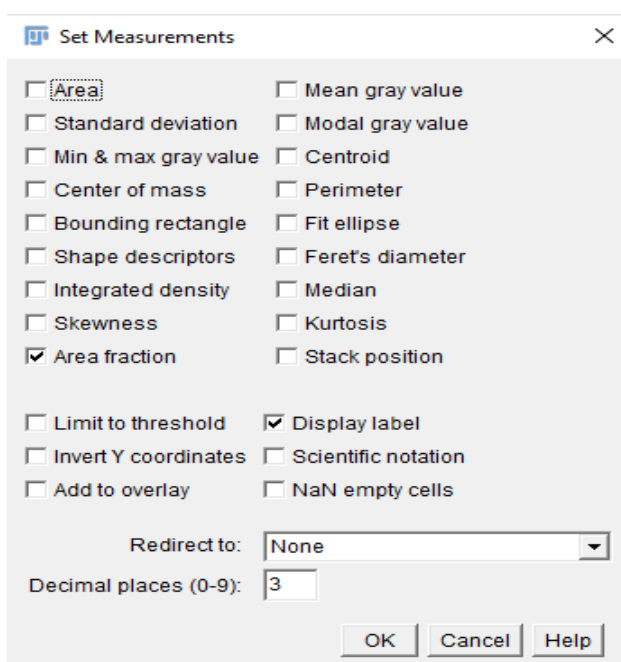 Set Measurements
Area Mean gray value
Standard deviation Modal gray value
Min & max gray value Centroid
Center of mass Perimeter
Bounding rectangle Fit ellipse
Shape descriptors Feret's diameter
Integrated density Median
Skewness Kurtosis
Area fraction Stack position
Limit to threshold Display label
Invert Y coordinates Scientific notation
Add to overlay NaN empty cells
Redirect to: None
Decimal places (0-9): 3
OK Cancel Help